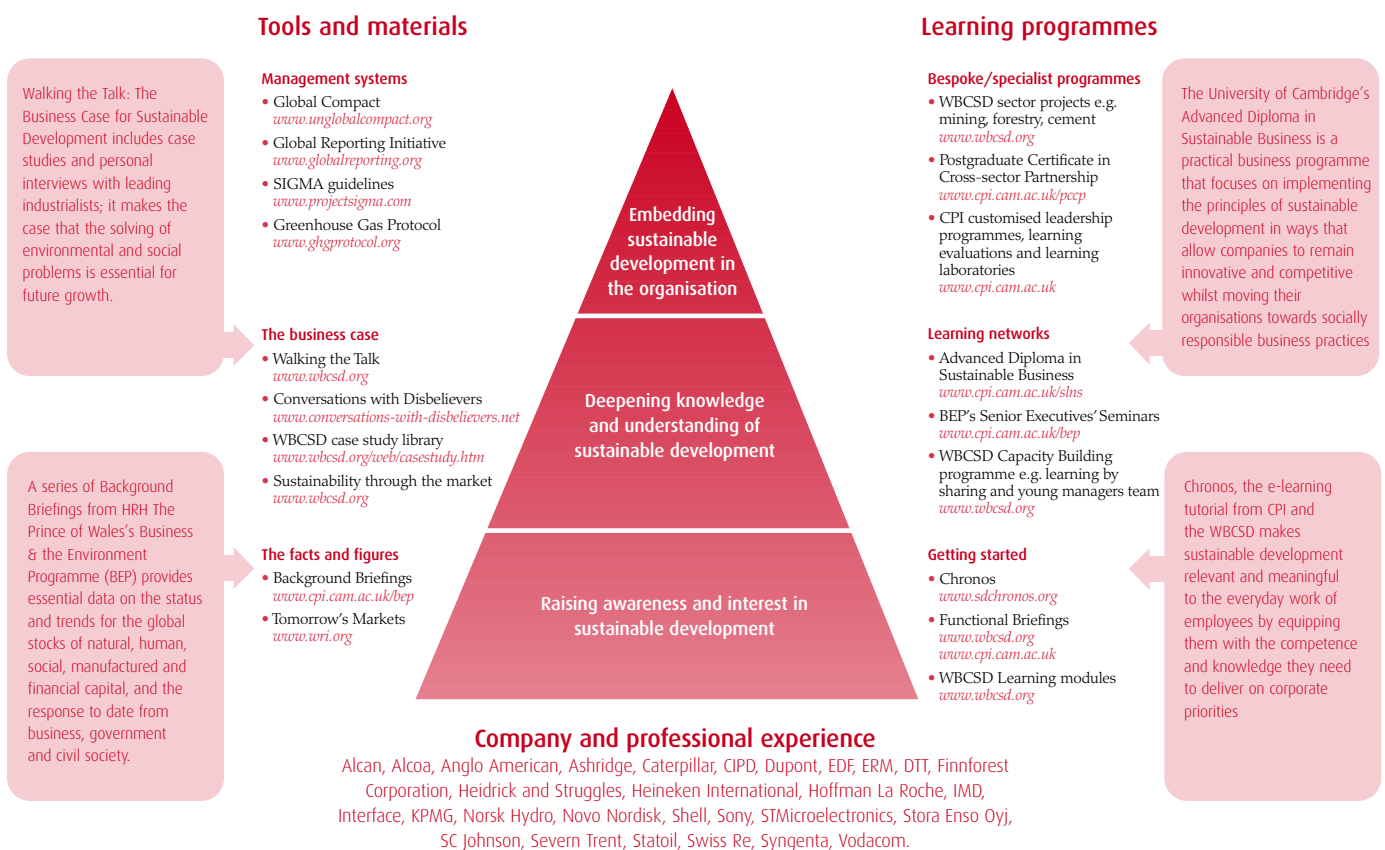 Tools and materials
Learning programmes
Walking the Talk: The
Business Case for Sustainable
Development includes case
studies and personal
interviews with leading
industrialists; it makes the
case that the solving of
environmental and social
problems is essential for
future growth.
A series of Background
Briefings from HRH The
Prince of Wales's Business
& the Environment
Programme (BEP) provides
essential data on the status
and trends for the global
stocks of natural, human,
social, manufactured and
financial capital, and the
response to date from
business, government
and civil society.
Management systems
• Global Compact
www.unglobalcompact.org
• Global Reporting Initiative
www.globalreporting.org
• SIGMA guidelines
www.projectsigma.com
• Greenhouse Gas Protocol
www.ghgprotocol.org
The business case
• Walking the Talk
www.wbcsd.org
• Conversations with Disbelievers
www.conversations-with-disbelievers.net
• WBCSD case study library
www.wbcsd.org/web/casestudy.htm
• Sustainability through the market
www.wbcsd.org
The facts and figures
• Background Briefings
www.cpi.cam.ac.uk/bep
• Tomorrow's Markets
www.wri.org
Embedding
sustainable
development in
the organisation
Deepening knowledge
and understanding of
sustainable development
Raising awareness and interest in
sustainable development
Bespoke/specialist programmes
• WBCSD sector projects e.g.
mining, forestry, cement
www.wbcsd.org
• Postgraduate Certificate in
Cross-sector Partnership
www.cpi.cam.ac.uk/pccp
• CPI customised leadership
programmes, learning
evaluations and learning
laboratories
www.cpi.cam.ac.uk
Learning networks
• Advanced Diploma in
Sustainable Business
www.cpi.cam.ac.uk/slns
• BEP's Senior Executives' Seminars
www.cpi.cam.ac.uk/bep
• WBCSD Capacity Building
programme e.g. learning by
sharing and young managers team
www.wbcsd.org
Getting started
• Chronos
www.sdchronos.org
• Functional Briefings
www.wbcsd.org
www.cpi.cam.ac.uk
• WBCSD Learning modules
www.wbcsd.org
The University of Cambridge's
Advanced Diploma in
Sustainable Business is a
practical business programme
that focuses on implementing
the principles of sustainable
development in ways that
allow companies to remain
innovative and competitive
whilst moving their
organisations towards socially
responsible business practices
Chronos, the e-learning
tutorial from CPI and
the WBCSD makes
sustainable development
relevant and meaningful
to the everyday work of
employees by equipping
them with the competence
and knowledge they need
to deliver on corporate
priorities
Company and professional experience
Alcan, Alcoa, Anglo American, Ashridge, Caterpillar, CIPD, Dupont, EDF, ERM, DTT, Finnforest
Corporation, Heidrick and Struggles, Heineken International, Hoffman La Roche, IMD,
Interface, KPMG, Norsk Hydro, Novo Nordisk, Shell, Sony, STMicroelectronics, Stora Enso Oyj,
SC Johnson, Severn Trent, Statoil, Swiss Re, Syngenta, Vodacom.